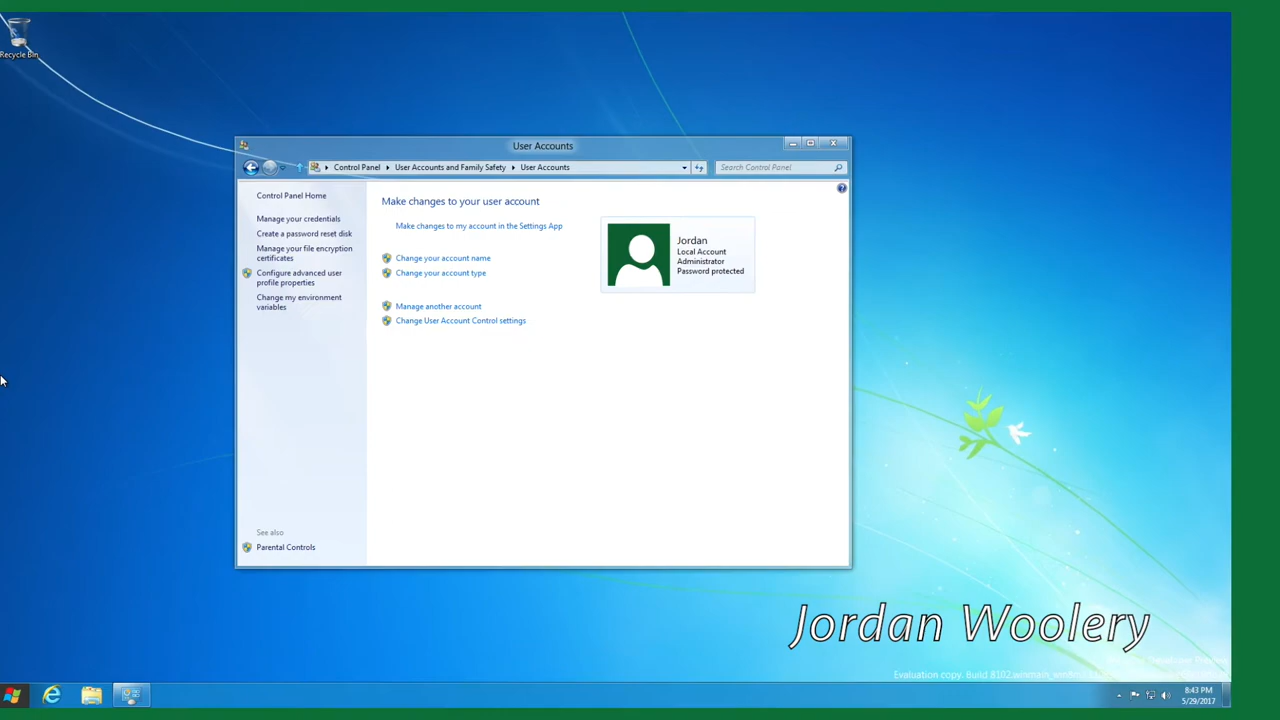 Recycle Bin
User Accounts
Control Panel
User Accounts and Family Safety
User Accounts
Search Control Panel
Control Panel Home
Manage your credentials
Create a password reset disk
Manage your file encryption
certificates
Configure advanced user
profile properties
Change my environment
variables
See also
Parental Controls
Make changes to your user account
Make changes to my account in the Settings App
Change your account name
Change your account type
Manage another account
Change User Account Control settings
Jordan
Local Account
Administrator
Password protected
Jordan Woolery
Evaluation copy. Build 8102
8:43 PM
5/29/2017